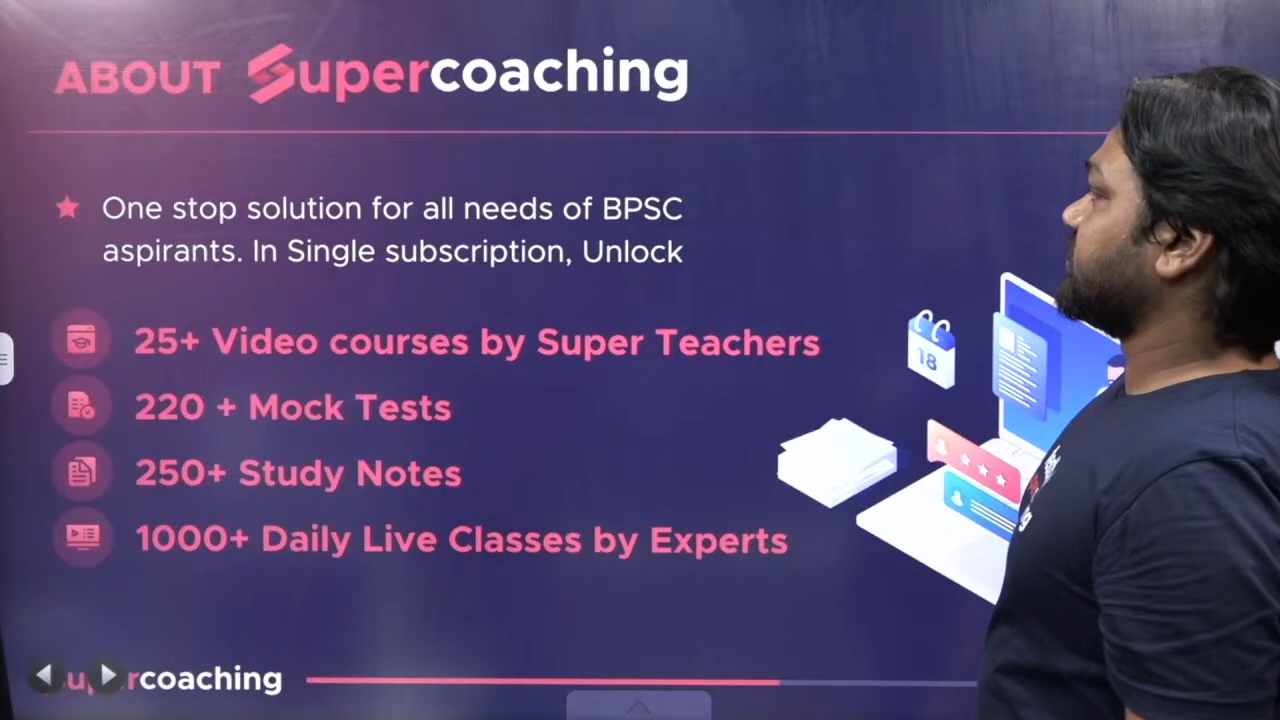 ABOUT Supercoaching
One stop solution for all needs of BPSC
aspirants. In Single subscription, Unlock
25+ Video courses by Super Teachers
18
220 + Mock Tests
250+ Study Notes
1000+ Daily Live Classes by Experts
Supercoaching